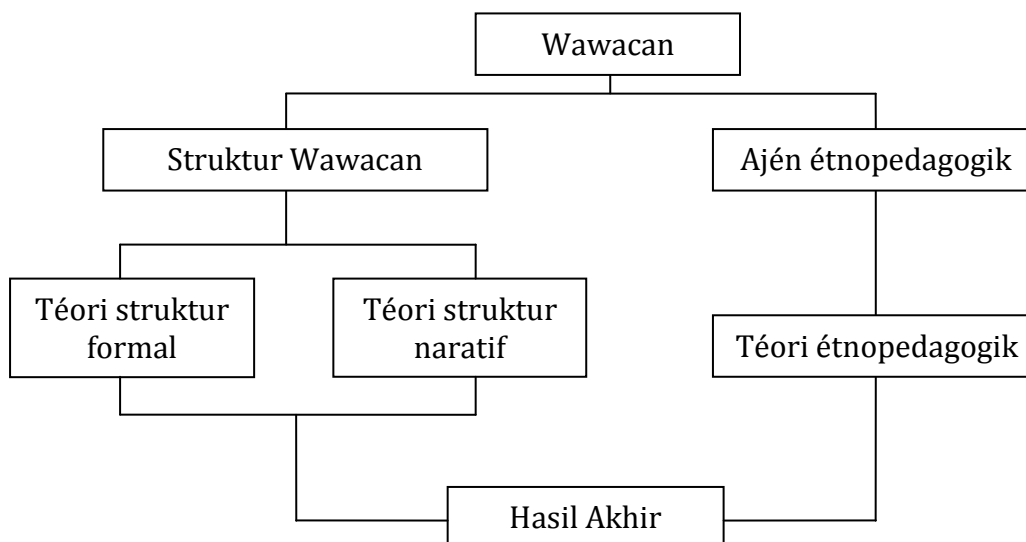 Wawacan
Struktur Wawacan
Ajén étnopedagogik
Téori struktur
formal
Téori struktur
naratif
Téori étnopedagogik
Hasil Akhir